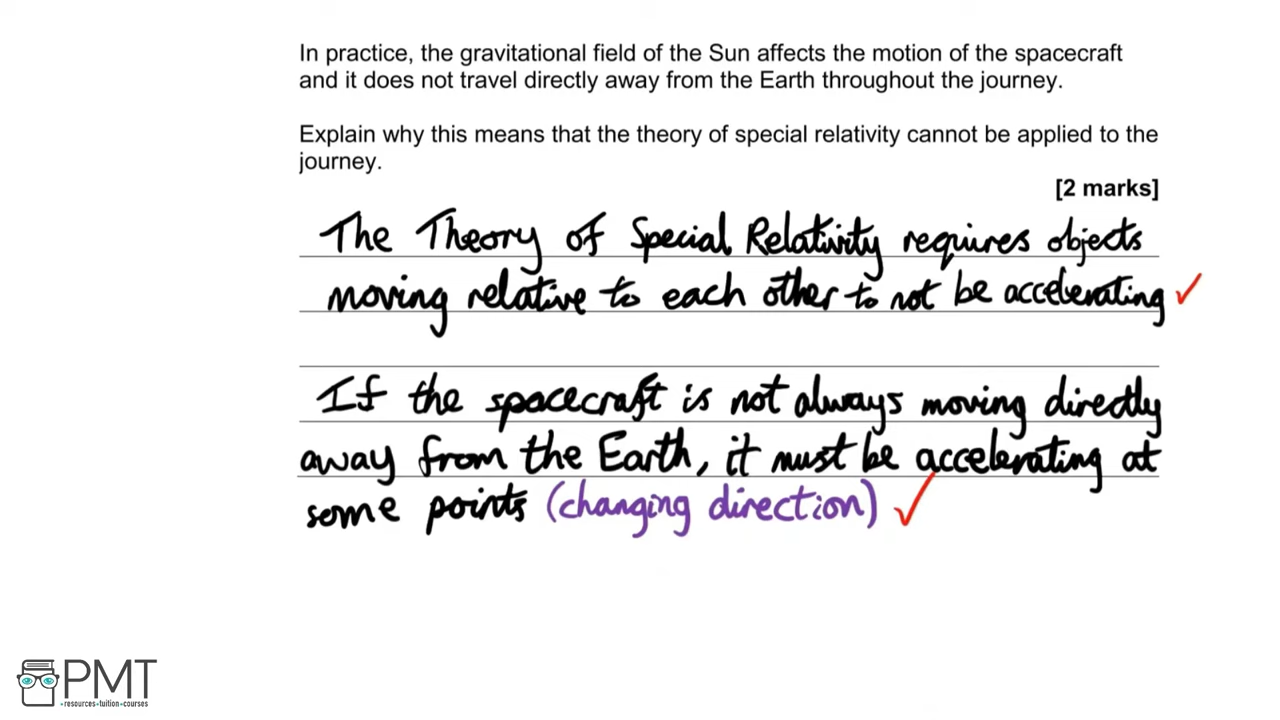 In practice, the gravitational field of the Sun affects the motion of the spacecraft
and it does not travel directly away from the Earth throughout the journey.
Explain why this means that the theory of special relativity cannot be applied to the
journey.
[2 marks]
The Theory of Special Relativity requires objects
moving relative to each other to not be accelerating ✓
If the spacecraft is not always moving directly
away from the Earth, it must be accelerating at
some points (changing direction) ✓
PMT
•resources•tuition•courses